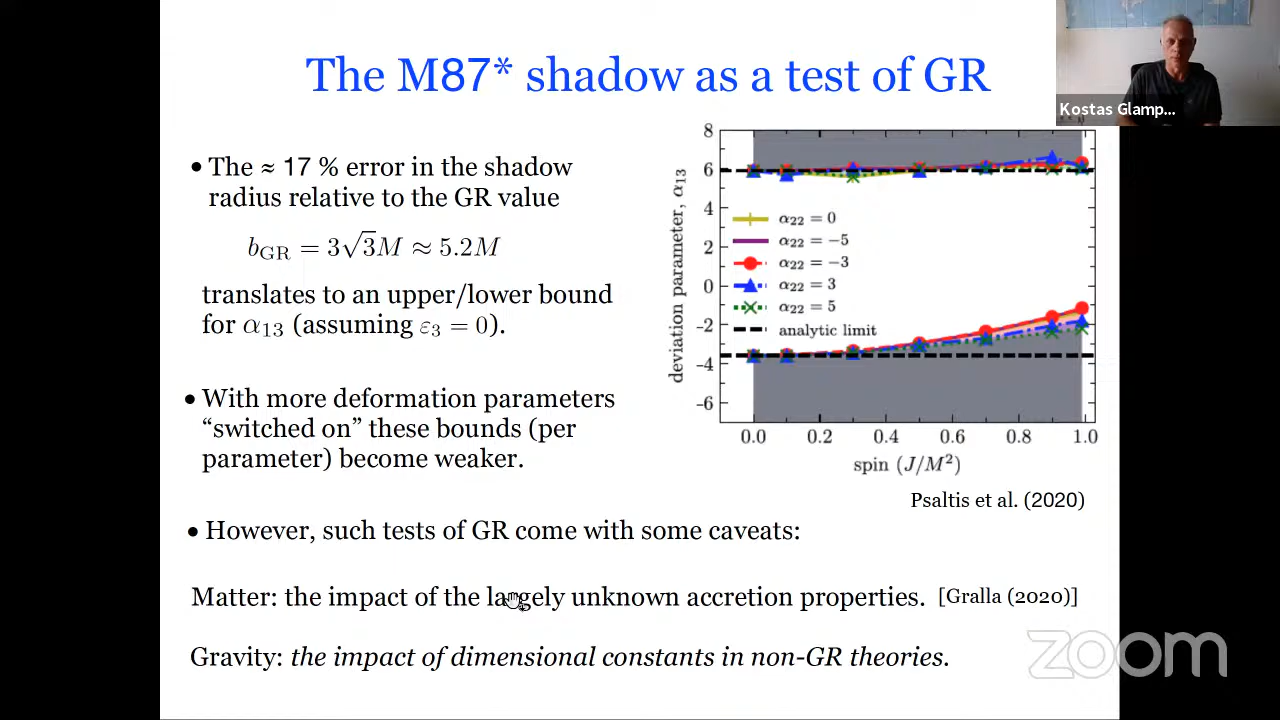 The M87* shadow as a test of GR
Kostas Glamp...
• The ≈ 17 % error in the shadow
radius relative to the GR value
b_GR = 3√3M ≈ 5.2M
translates to an upper/lower bound
for α₁₃ (assuming ε₃ = 0).
• With more deformation parameters
“switched on” these bounds (per
parameter) become weaker.
deviation parameter, α₁₃
8
6
4
2
0
-2
-4
-6
α₂₂ = 0
α₂₂ = −5
α₂₂ = −3
α₂₂ = 3
α₂₂ = 5
analytic limit
0.0 0.2 0.4 0.6 0.8 1.0
spin (J/M²)
Psaltis et al. (2020)
• However, such tests of GR come with some caveats:
Matter: the impact of the largely unknown accretion properties. [Gralla (2020)]
Gravity: the impact of dimensional constants in non-GR theories.
zoom